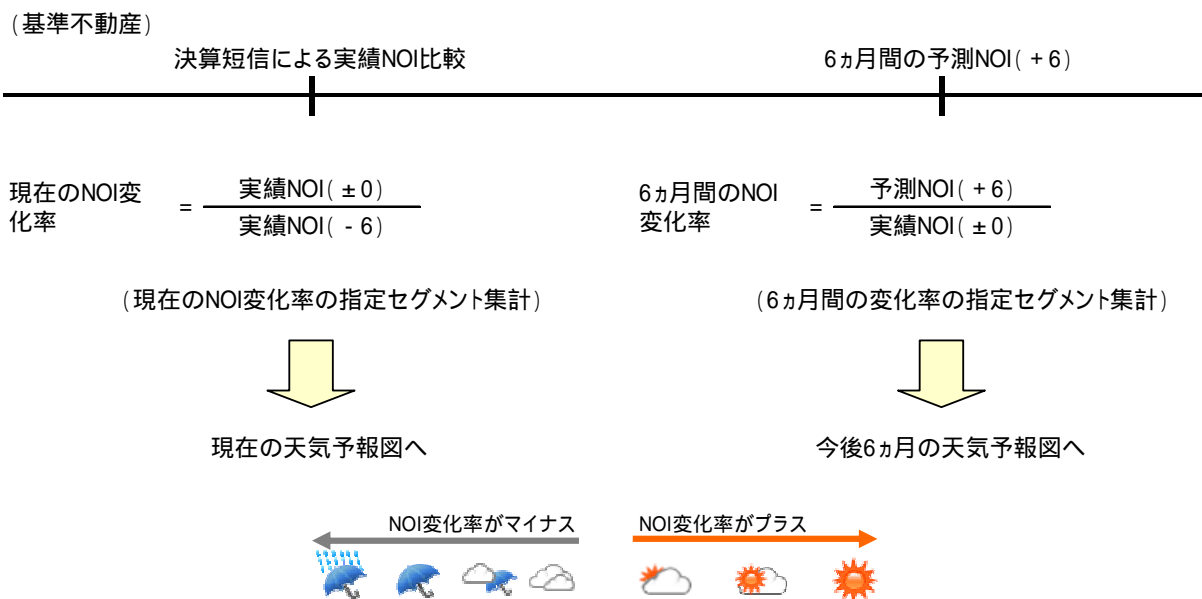 (基準不動産)
決算短信による実績NOI比較
6ヵ月間の予測NOI(+6)
現在のNOI変
化率
=
実績NOI(±0)
実績NOI(-6)
6ヵ月間のNOI
変化率
=
予測NOI(+6)
実績NOI(±0)
(現在のNOI変化率の指定セグメント集計)
(6ヵ月間の変化率の指定セグメント集計)
現在の天気予報図へ
今後6ヵ月の天気予報図へ
NOI変化率がマイナス
NOI変化率がプラス